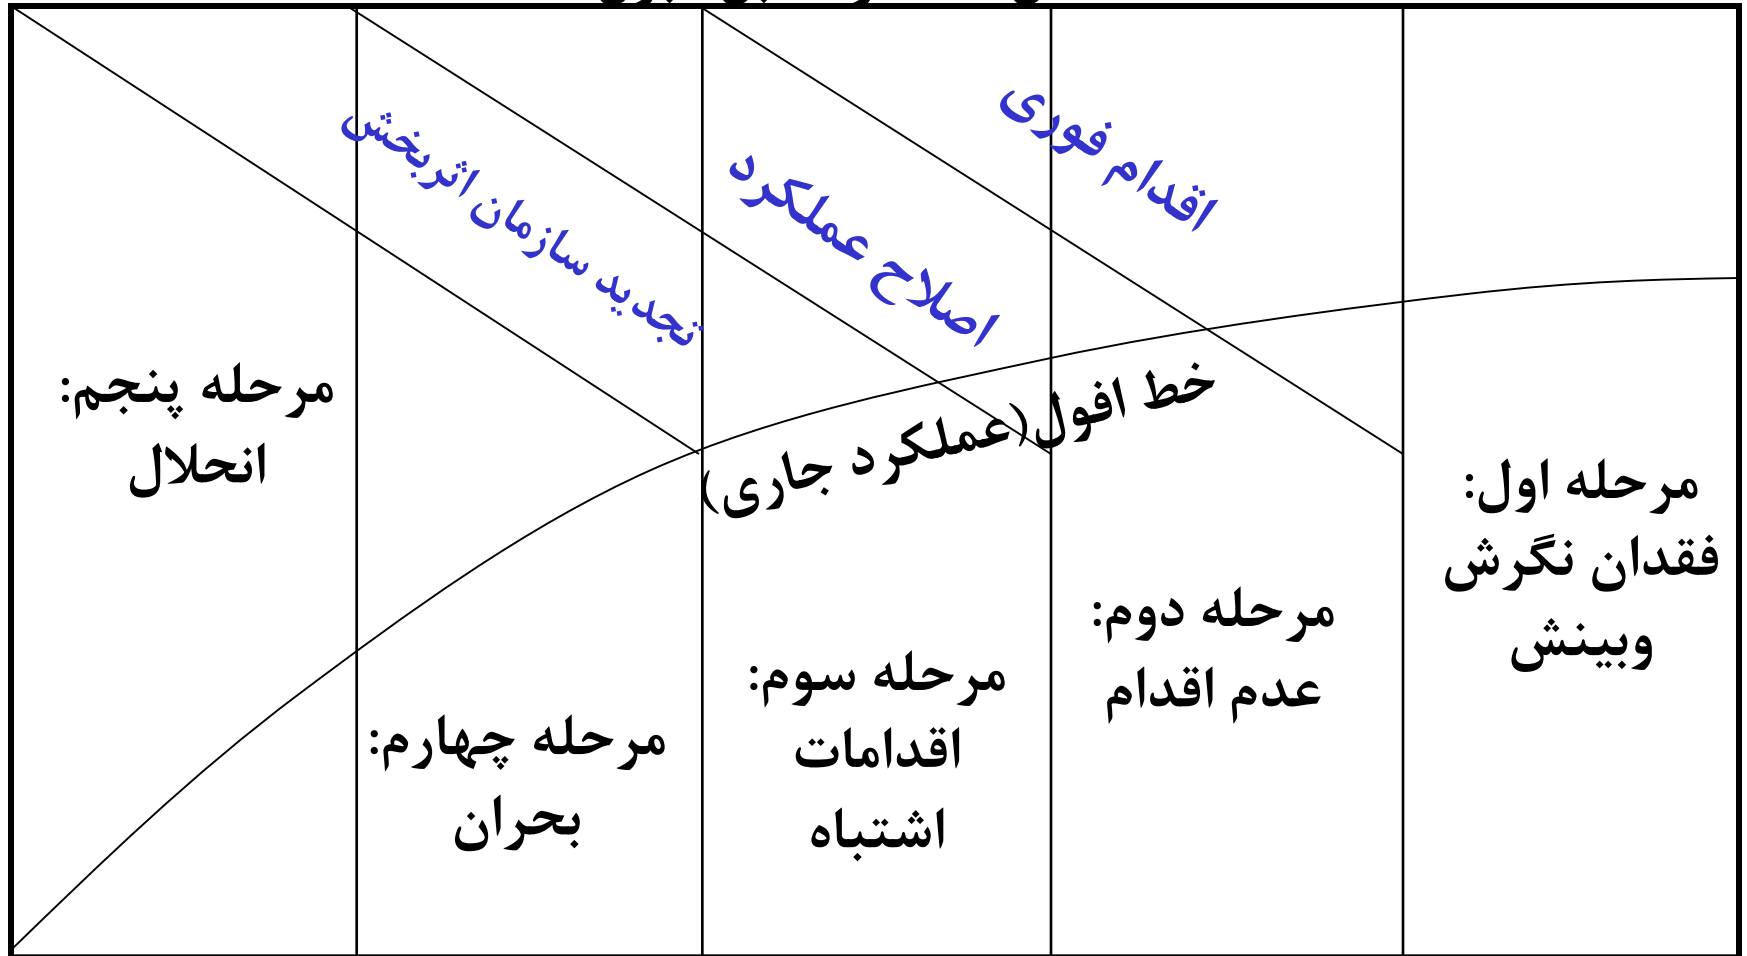 اقدام فوری
اصلاح عملکرد
تجدید سازمان اثربخش
خط افول(عملکرد جاری)
مرحله اول:
فقدان نگرش
وبینش
مرحله دوم:
عدم اقدام
مرحله سوم:
اقدامات
اشتباه
مرحله چهارم:
بحران
مرحله پنجم:
انحلال